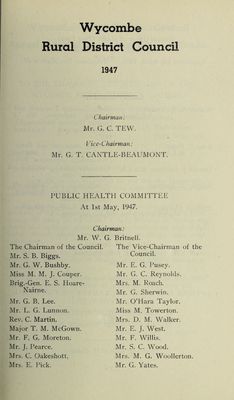 Wycombe
Rural District Council
1947
Chairman:
Mr. G. C. TEW.
Vice-Chairman:
Mr. G. T. CANTLE-BEAUMONT.
PUBLIC HEALTH COMMITTEE
At 1st May, 1947.
Chairman:
Mr. W. G. Britnell.
The Chairman of the Council.
Mr. S. B. Biggs.
Mr. G. W. Bushby.
Miss M. M. J. Couper.
Brig.-Gen. E. S. Hoare-
Nairne.
Mr. G. B. Lee.
Mr. L. G. Lunnon.
Rev. C. Martin.
Major T. M. McGown.
Mr. F. G. Moreton.
Mr. J. Pearce.
Mrs. C. Oakeshott.
Mrs. E. Pick.
The Vice-Chairman of the
Council.
Mr. E. G. Pusey.
Mr. G. C. Reynolds.
Mrs. M. Roach.
Mr. G. Sherwin.
Mr. O'Hara Taylor.
Miss M. Towerton.
Mrs. D. M. Walker.
Mr. E. J. West.
Mr. F. Willis.
Mr. S. C. Wood.
Mrs. M. G. Woollerton.
Mr. G. Yates.